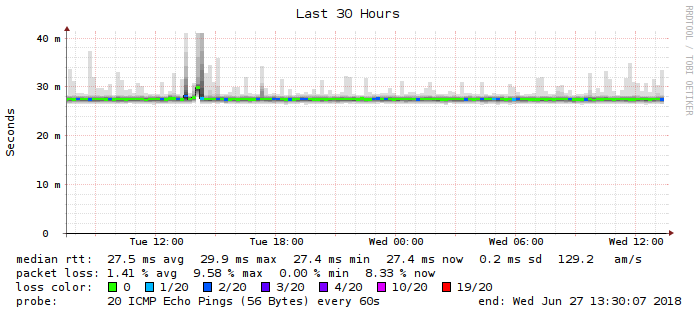 Last 30 Hours
RRDTOOL / TOBI OETIKER
Seconds
40 m
30 m
20 m
10 m
0
Tue 12:00 Tue 18:00 Wed 00:00 Wed 06:00 Wed 12:00
median rtt: 27.5 ms avg 29.9 ms max 27.4 ms min 27.4 ms now 0.2 ms sd 129.2 am/s
packet loss: 1.41 % avg 9.58 % max 0.00 % min 8.33 % now
loss color: 0 1/20 2/20 3/20 4/20 10/20 19/20
probe: 20 ICMP Echo Pings (56 Bytes) every 60s end: Wed Jun 27 13:30:07 2018